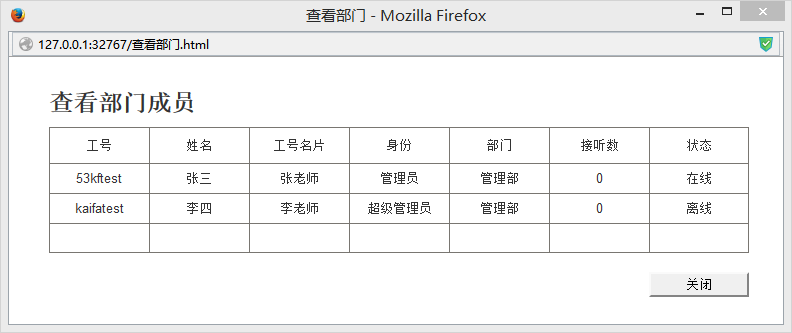 查看部门 - Mozilla Firefox
127.0.0.1:32767/查看部门.html
查看部门成员
工号 姓名 工号名片 身份 部门 接听数 状态
53kftest 张三 张老师 管理员 管理部 0 在线
kaifatest 李四 李老师 超级管理员 管理部 0 离线
关闭